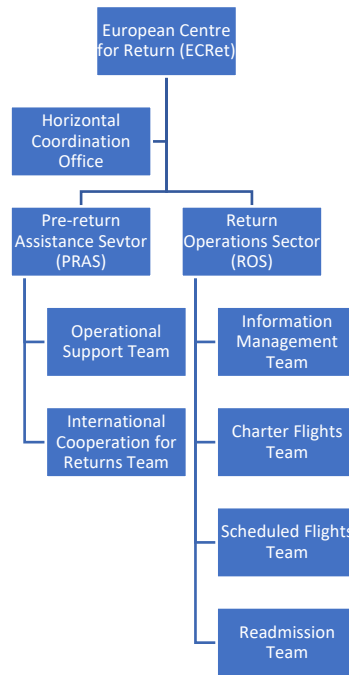 European Centre
for Return (ECRet)
Horizontal
Coordination
Office
Pre-return
Assistance Sevtor
(PRAS)
Return
Operations Sector
(ROS)
Operational
Support Team
International
Cooperation for
Returns Team
Information
Management
Team
Charter Flights
Team
Scheduled Flights
Team
Readmission
Team